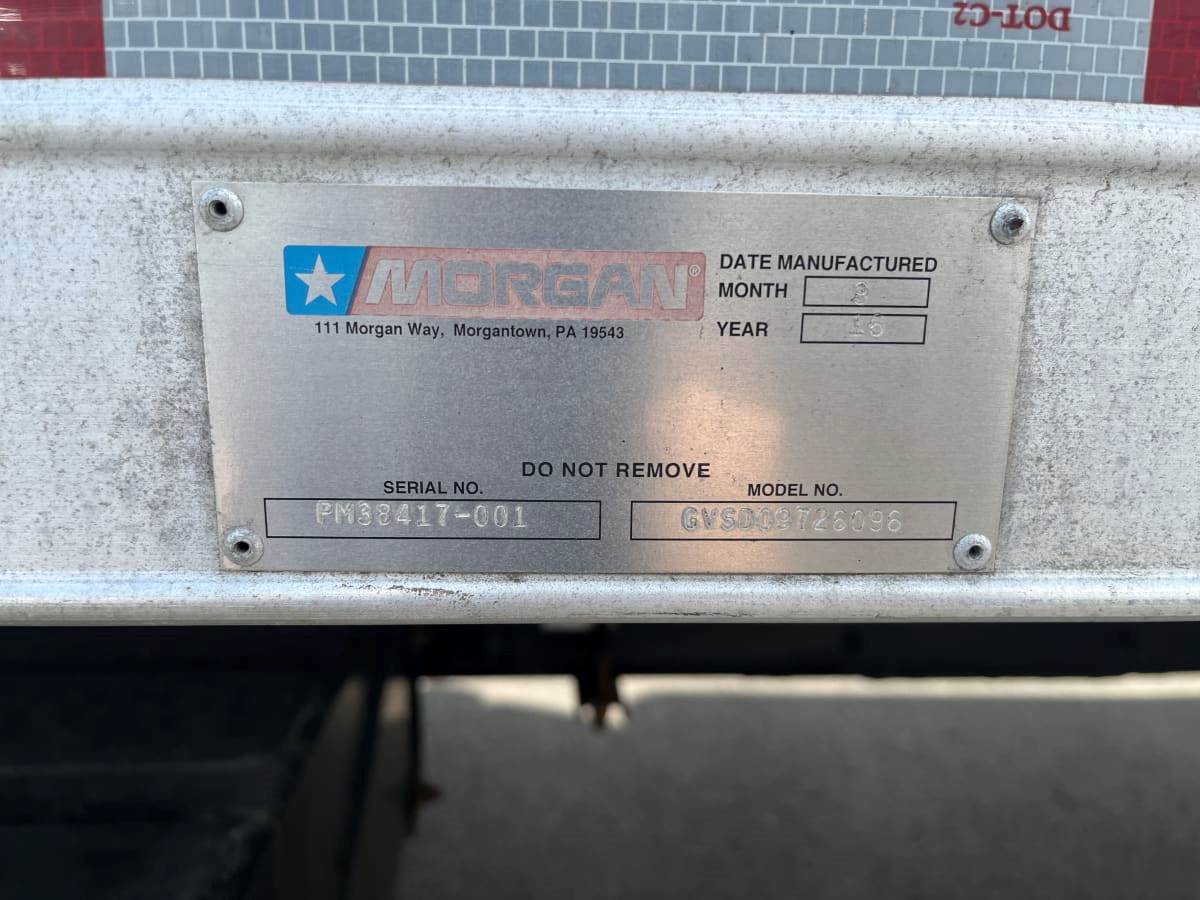 DOT-C2
MORGAN®
111 Morgan Way, Morgantown, PA 19543
DATE MANUFACTURED
MONTH
YEAR 16
DO NOT REMOVE
SERIAL NO.
PM38417-001
MODEL NO.
GVSD09726096